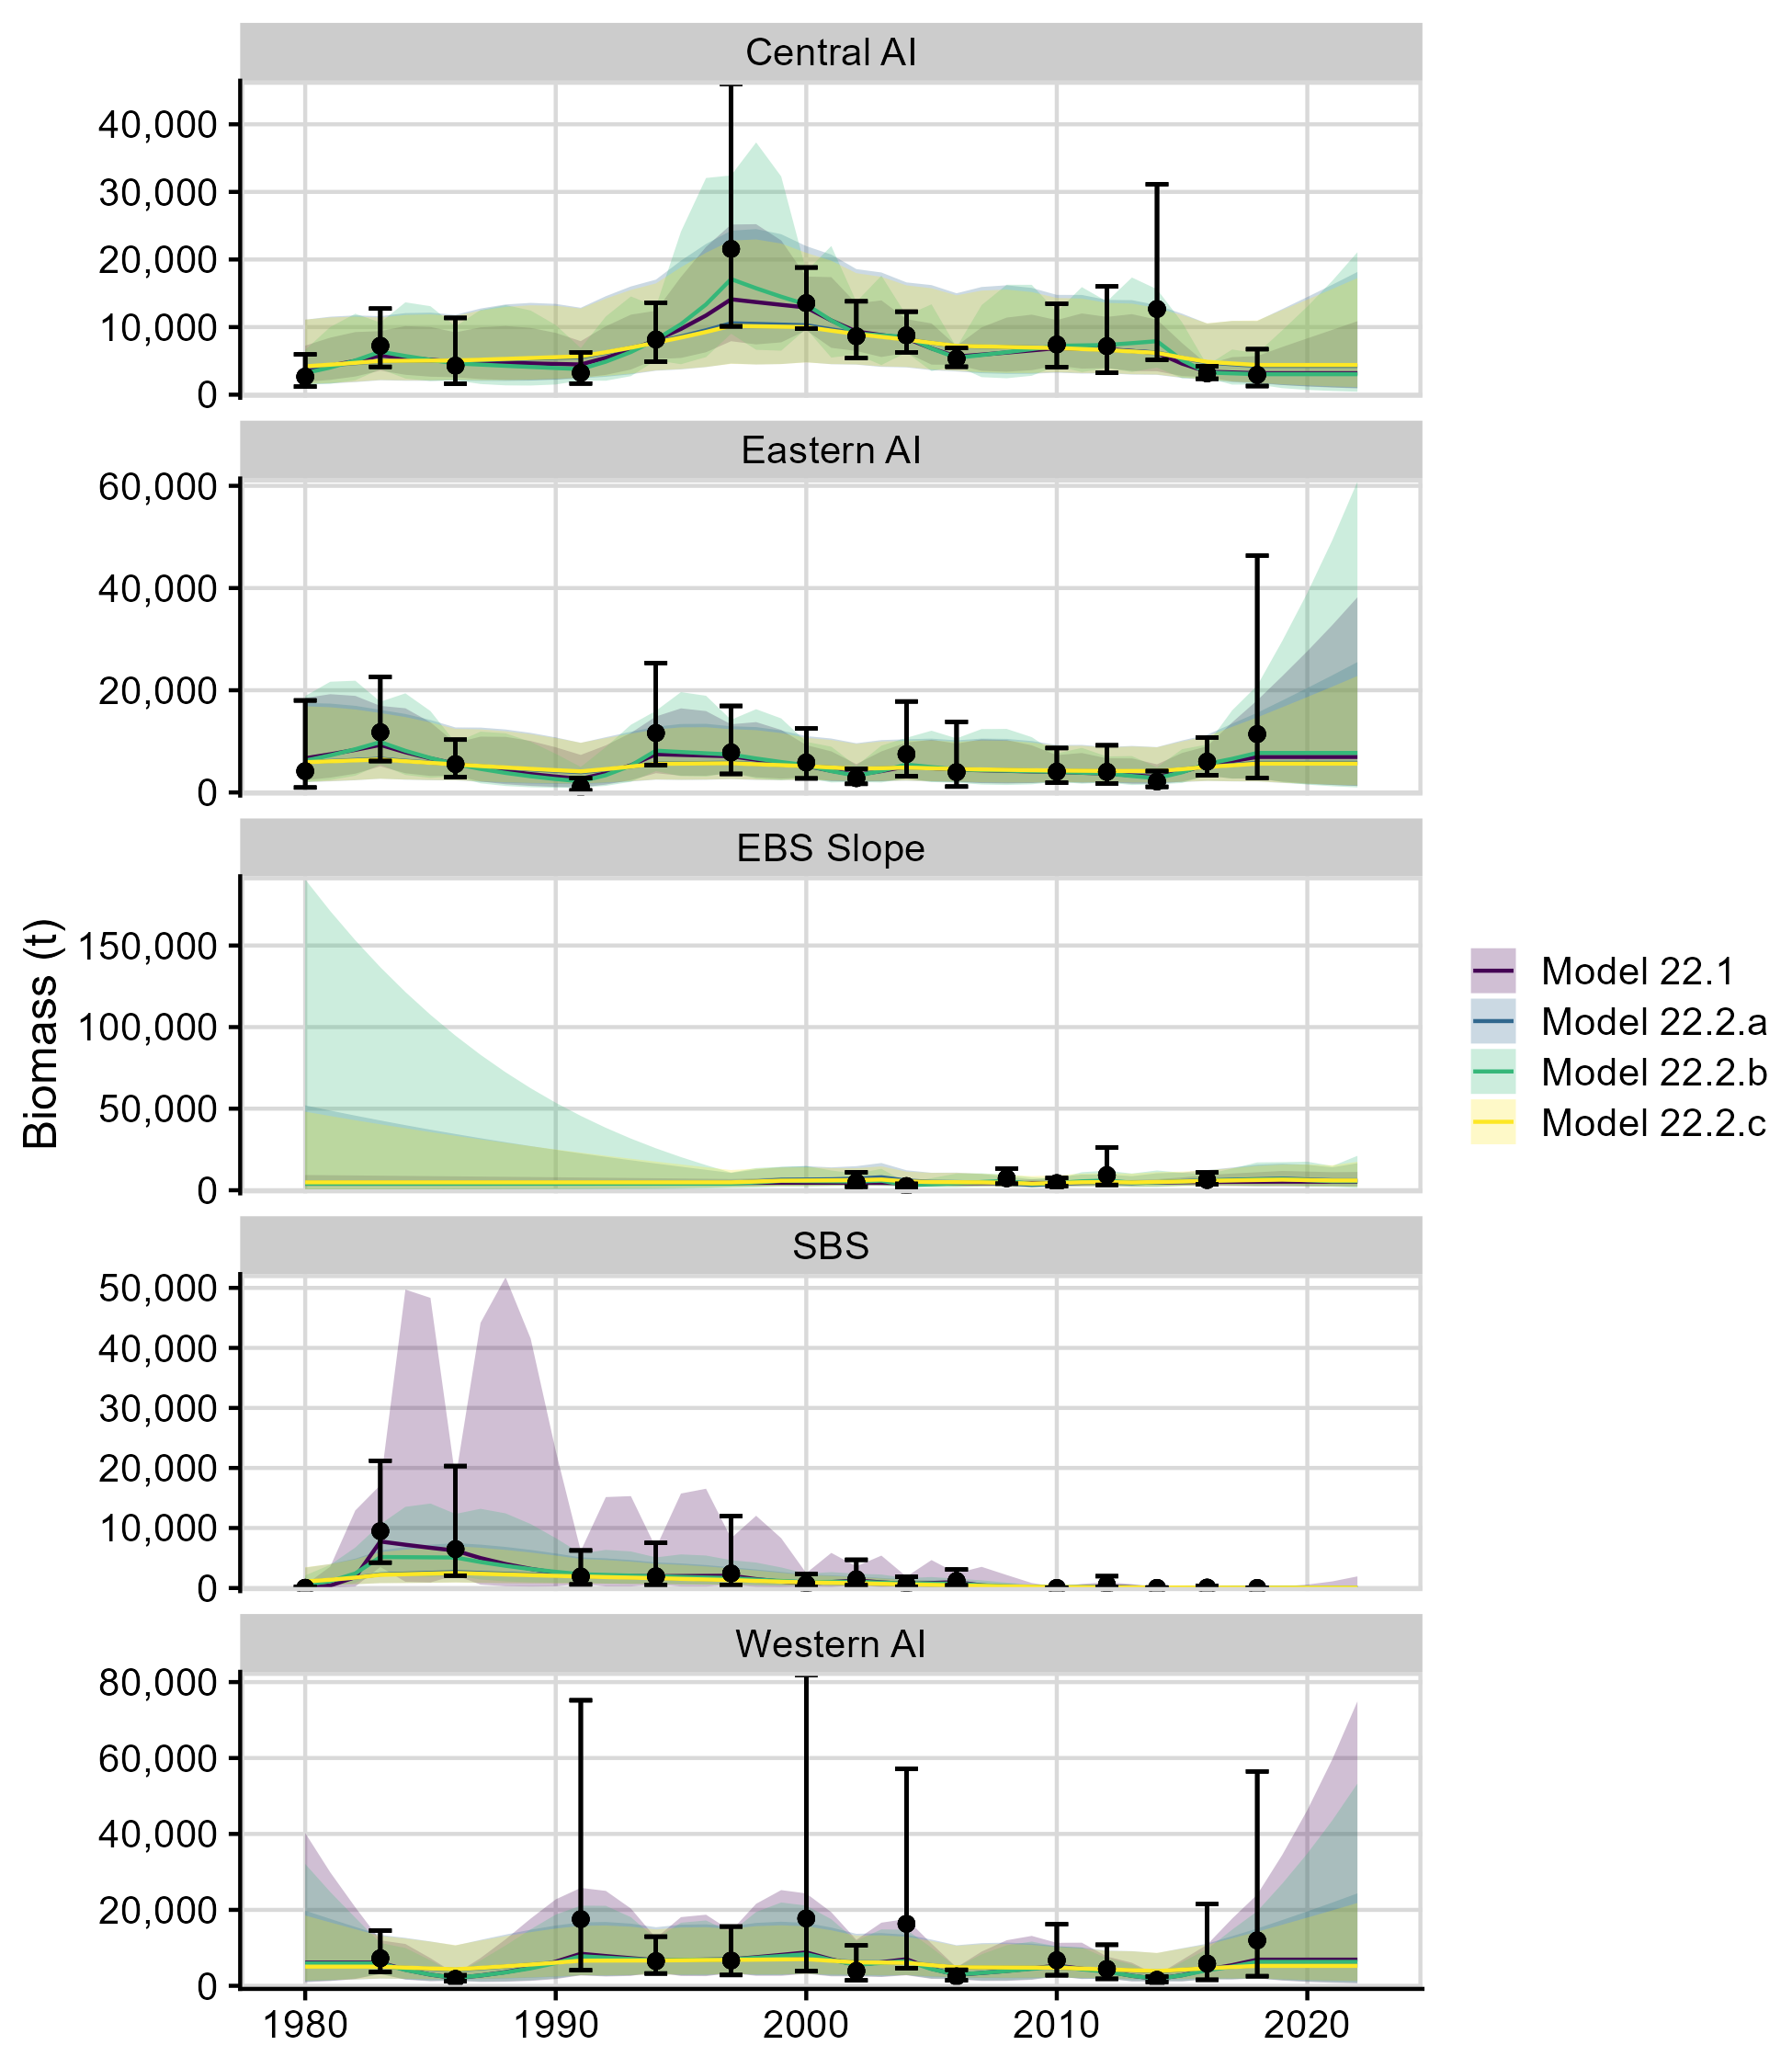 Central AI
40,000
30,000
20,000
10,000
0
Eastern AI
60,000
40,000
20,000
0
EBS Slope
150,000
100,000
50,000
0
SBS
50,000
40,000
30,000
20,000
10,000
0
Western AI
80,000
60,000
40,000
20,000
0
1980 1990 2000 2010 2020
Biomass (t)
Model 22.1
Model 22.2.a
Model 22.2.b
Model 22.2.c